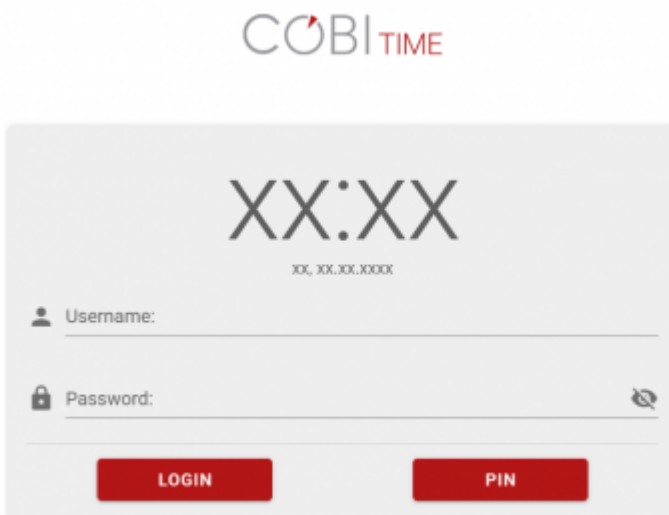 COBI TIME
XX:XX
xx, xx.xx.xxxx
Username:
Password:
LOGIN PIN